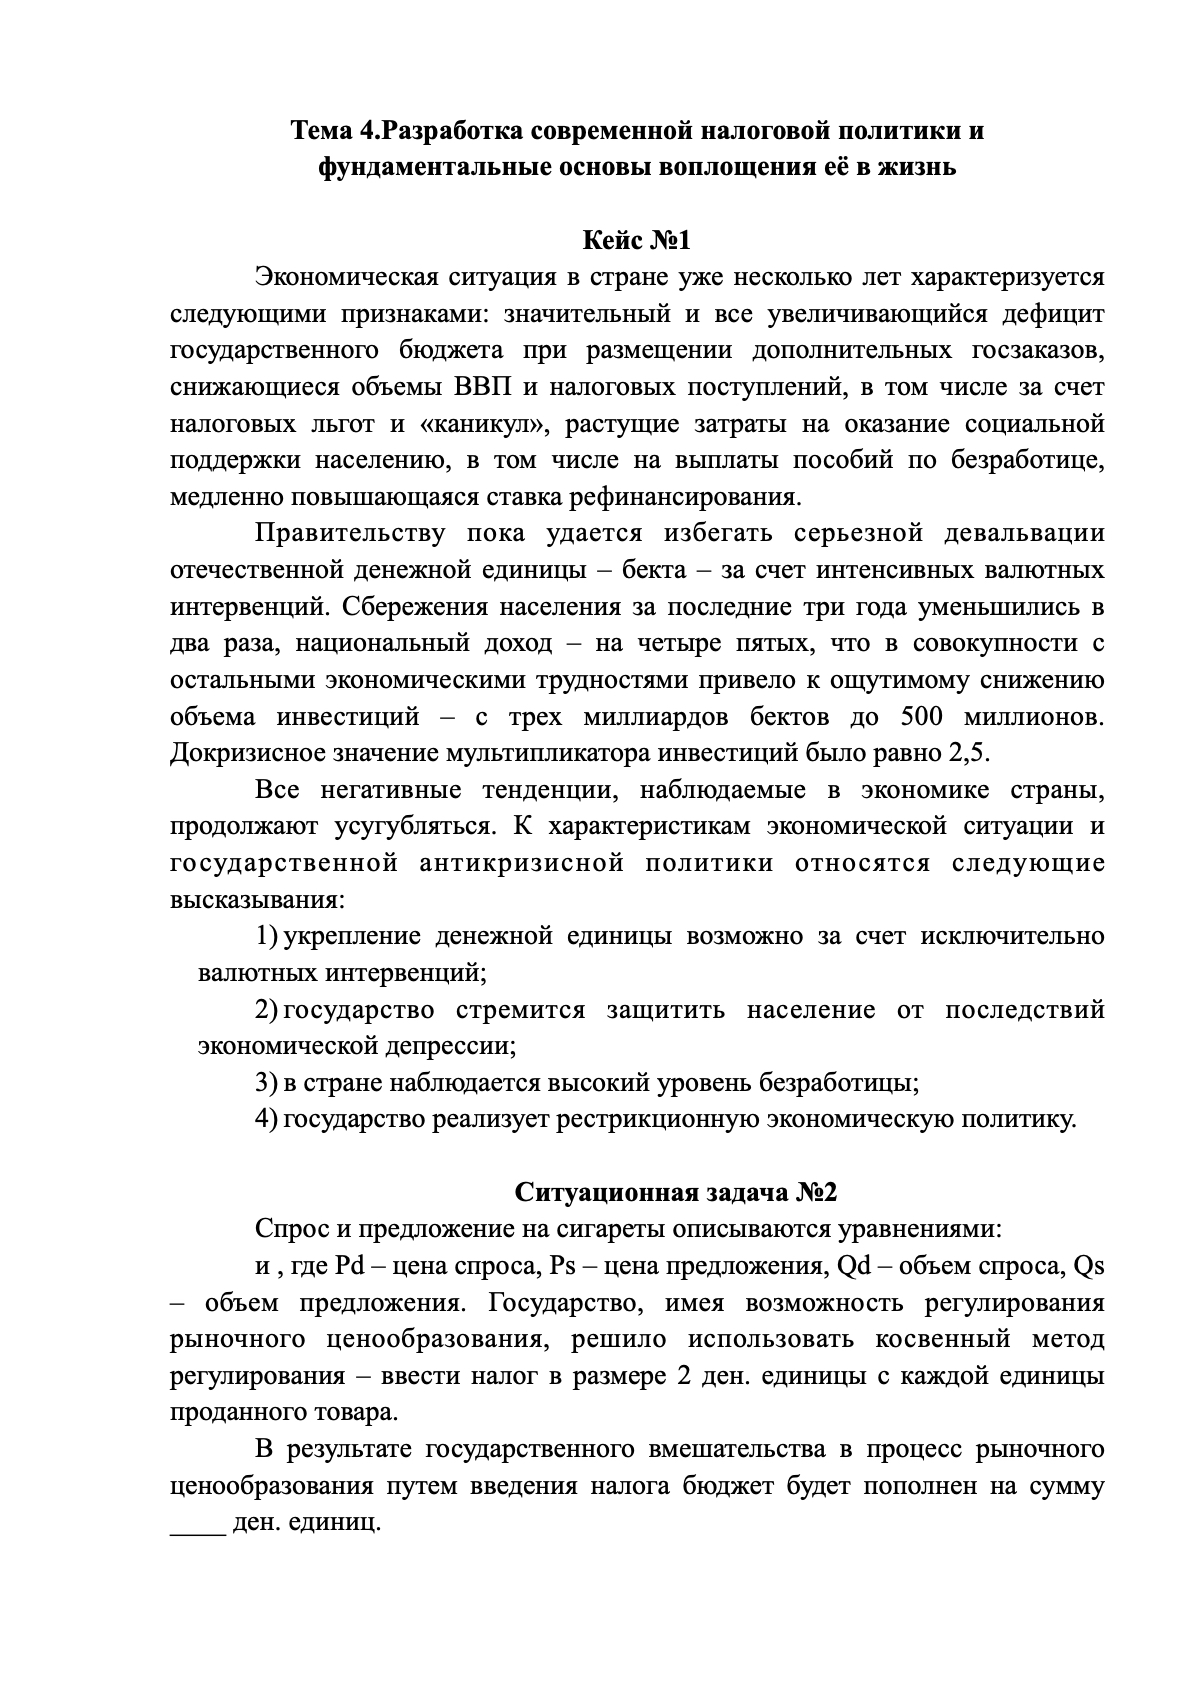 Тема 4.Разработка современной налоговой политики и
фундаментальные основы воплощения её в жизнь
Кейс №1
Экономическая ситуация в стране уже несколько лет характеризуется
следующими признаками: значительный и все увеличивающийся дефицит
государственного бюджета при размещении дополнительных госзаказов,
снижающиеся объемы ВВП и налоговых поступлений, в том числе за счет
налоговых льгот и «каникул», растущие затраты на оказание социальной
поддержки населению, в том числе на выплаты пособий по безработице,
медленно повышающаяся ставка рефинансирования.
Правительству пока удается избегать серьезной девальвации
отечественной денежной единицы – бекта – за счет интенсивных валютных
интервенций. Сбережения населения за последние три года уменьшились в
два раза, национальный доход – на четыре пятых, что в совокупности с
остальными экономическими трудностями привело к ощутимому снижению
объема инвестиций – с трех миллиардов бектов до 500 миллионов.
Докризисное значение мультипликатора инвестиций было равно 2,5.
Все негативные тенденции, наблюдаемые в экономике страны,
продолжают усугубляться. К характеристикам экономической ситуации и
государственной антикризисной политики относятся следующие
высказывания:
1) укрепление денежной единицы возможно за счет исключительно
валютных интервенций;
2) государство стремится защитить население от последствий
экономической депрессии;
3) в стране наблюдается высокий уровень безработицы;
4) государство реализует рестрикционную экономическую политику.
Ситуационная задача №2
Спрос и предложение на сигареты описываются уравнениями:
и , где Pd – цена спроса, Ps – цена предложения, Qd – объем спроса, Qs
– объем предложения. Государство, имея возможность регулирования
рыночного ценообразования, решило использовать косвенный метод
регулирования – ввести налог в размере 2 ден. единицы с каждой единицы
проданного товара.
В результате государственного вмешательства в процесс рыночного
ценообразования путем введения налога бюджет будет пополнен на сумму
____ ден. единиц.